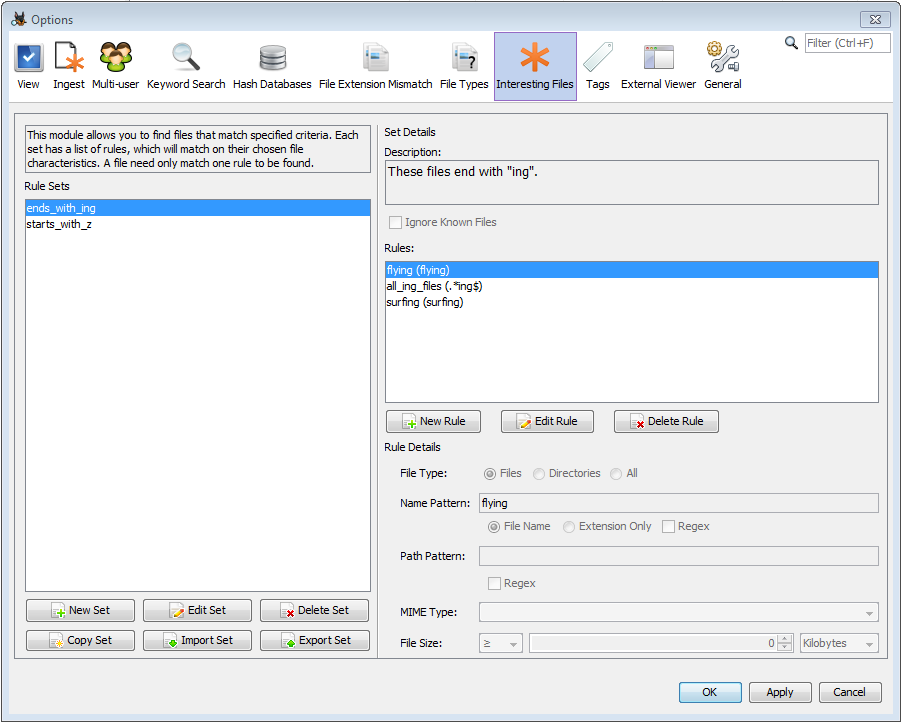 Options
Filter (Ctrl+F)
View Ingest Multi-user Keyword Search Hash Databases File Extension Mismatch File Types Interesting Files Tags External Viewer General
This module allows you to find files that match specified criteria. Each
set has a list of rules, which will match on their chosen file
characteristics. A file need only match one rule to be found.
Rule Sets
ends_with_ing
starts_with_z
New Set Edit Set Delete Set
Copy Set Import Set Export Set
Set Details
Description:
These files end with "ing".
Ignore Known Files
Rules:
flying (flying)
all_ing_files (.*ing$)
surfing (surfing)
New Rule Edit Rule Delete Rule
Rule Details
File Type: Files Directories All
Name Pattern: flying
File Name Extension Only Regex
Path Pattern:
Regex
MIME Type:
File Size: ≥ 0 Kilobytes
OK Apply Cancel